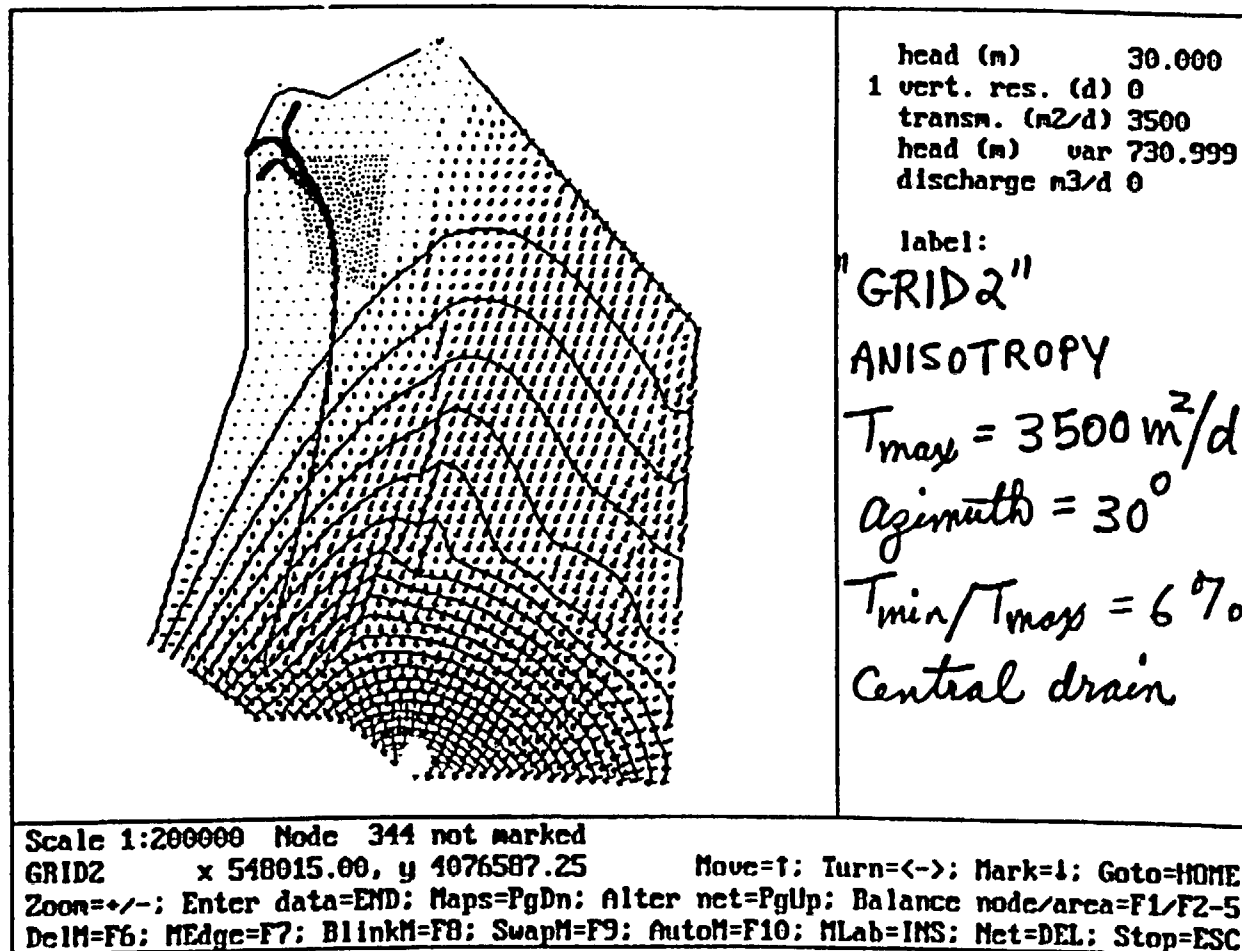 head (m) 30.000
1 vert. res. (d) 0
transm. (m2/d) 3500
head (m) var 730.999
discharge m3/d 0
label:
"GRID2"
ANISOTROPY
Tmax = 3500 m²/d
azimuth = 30°
Tmin/Tmax = 6%
Central drain
Scale 1:200000 Node 344 not marked
GRID2 x 548015.00, y 4076587.25 Move=↑; Turn=<->; Mark=↓; Goto=HOME
Zoom=+/-; Enter data=END; Maps=PgDn; Alter net=PgUp; Balance node/area=F1/F2-5
DelM=F6; MEdge=F7; BlinkM=F8; SwapM=F9; AutoM=F10; MLab=INS; Net=DEL; Stop=ESC